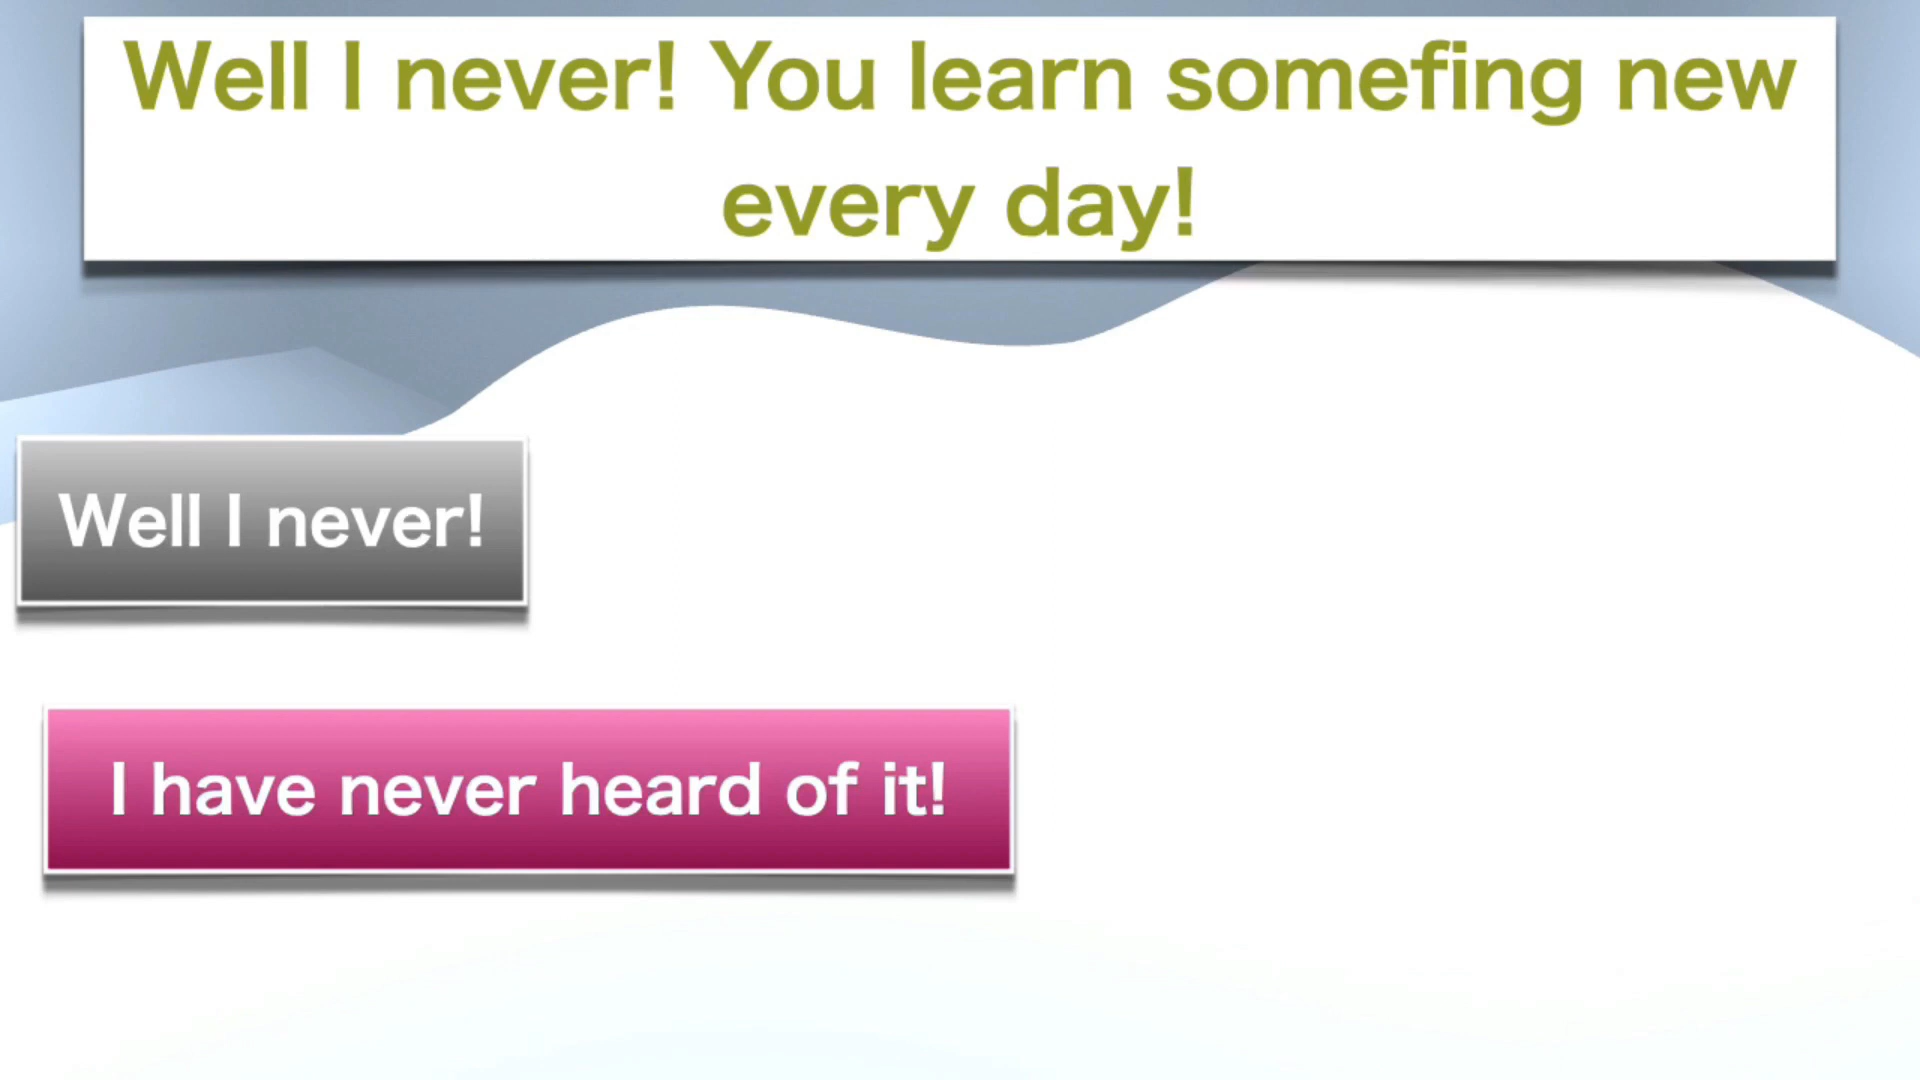 Well I never! You learn somefing new
every day!
Well I never!
I have never heard of it!